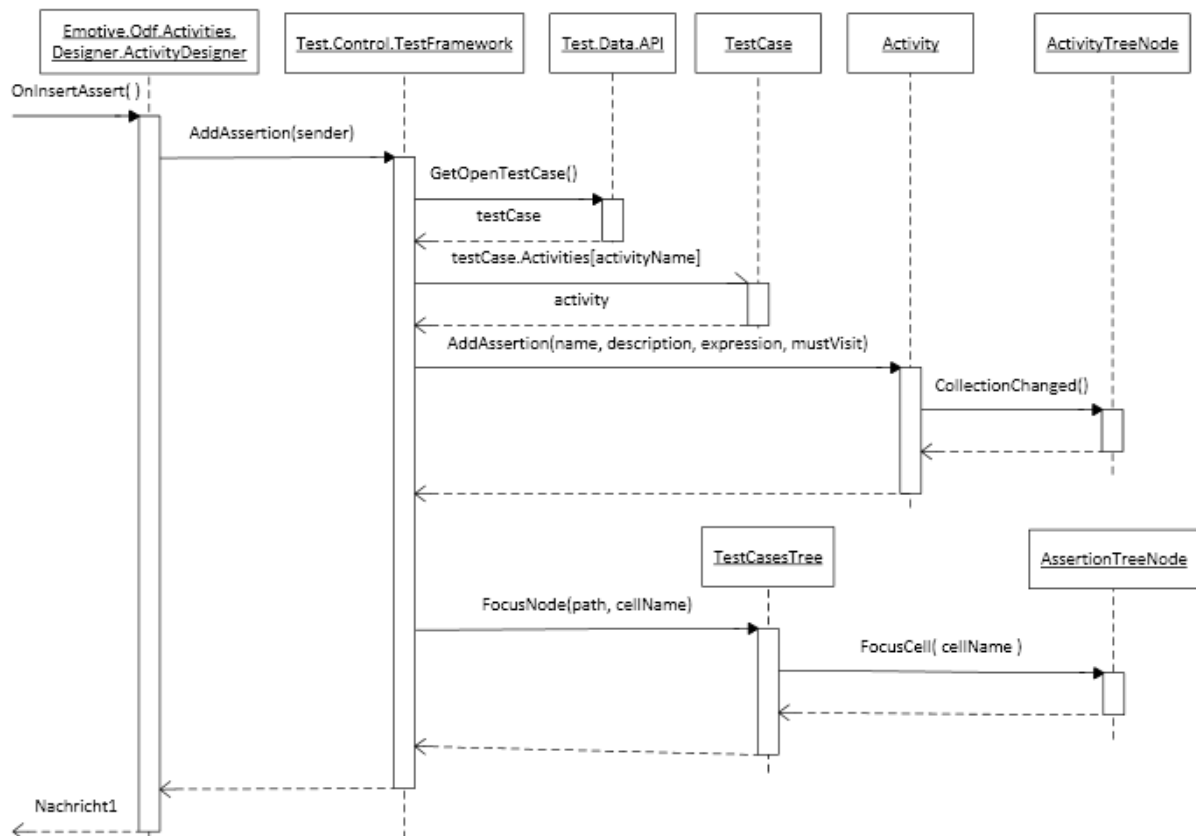 Emotive.Odf.Activities.
Designer.ActivityDesigner
Test.Control.TestFramework
Test.Data.API
TestCase
Activity
ActivityTreeNode
OnInsertAssert( )
AddAssertion(sender)
GetOpenTestCase()
testCase
testCase.Activities[activityName]
activity
AddAssertion(name, description, expression, mustVisit)
CollectionChanged()
TestCasesTree
AssertionTreeNode
FocusNode(path, cellName)
FocusCell( cellName )
Nachricht1